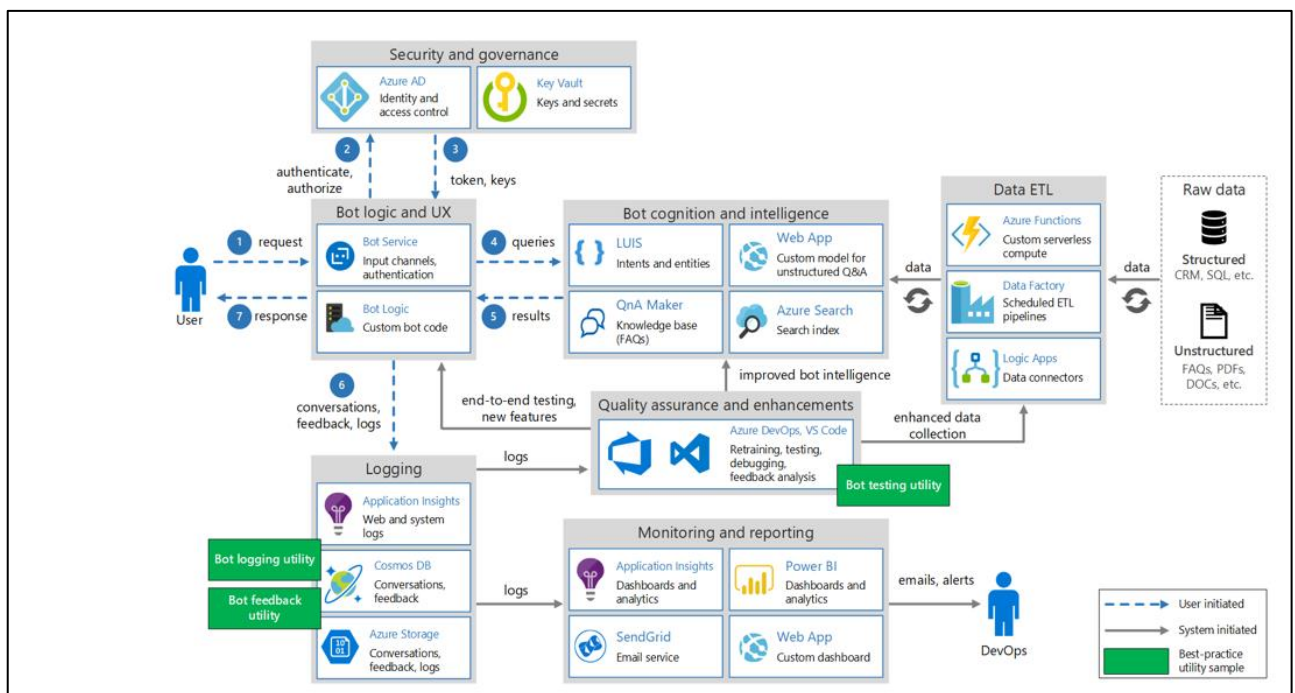 Security and governance
Azure AD
Identity and
access control
Key Vault
Keys and secrets
2
3
authenticate,
authorize
token, keys
Bot logic and UX
Bot Service
Input channels,
authentication
Bot Logic
Custom bot code
1 request
7 response
User
4 queries
5 results
Bot cognition and intelligence
LUIS
Intents and entities
Web App
Custom model for
unstructured Q&A
QnA Maker
Knowledge base
(FAQs)
Azure Search
Search index
data
Data ETL
Azure Functions
Custom serverless
compute
Data Factory
Scheduled ETL
pipelines
Logic Apps
Data connectors
data
Raw data
Structured
CRM, SQL, etc.
Unstructured
FAQs, PDFs,
DOCs, etc.
6
conversations,
feedback, logs
end-to-end testing,
new features
improved bot intelligence
Quality assurance and enhancements
Azure DevOps, VS Code
Retraining, testing,
debugging,
feedback analysis
Bot testing utility
enhanced data
collection
Logging
Application Insights
Web and system
logs
Bot logging utility
Cosmos DB
Conversations,
feedback
Bot feedback
utility
10
01
Azure Storage
Conversations,
feedback, logs
logs
logs
Monitoring and reporting
Application Insights
Dashboards and
analytics
Power BI
Dashboards and
analytics
SendGrid
Email service
Web App
Custom dashboard
emails, alerts
DevOps
User initiated
System initiated
Best-practice
utility sample